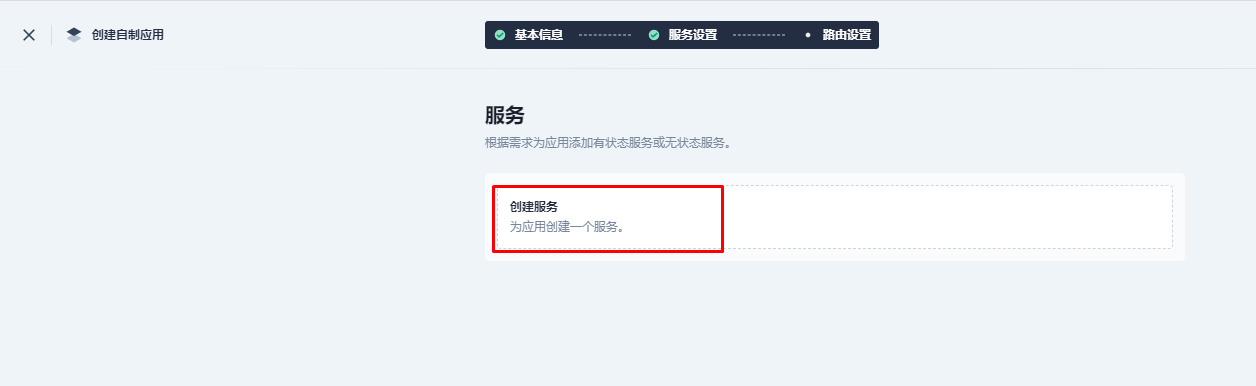 创建自制应用
基本信息
服务设置
路由设置
服务
根据需求为应用添加有状态服务或无状态服务。
创建服务
为应用创建一个服务。